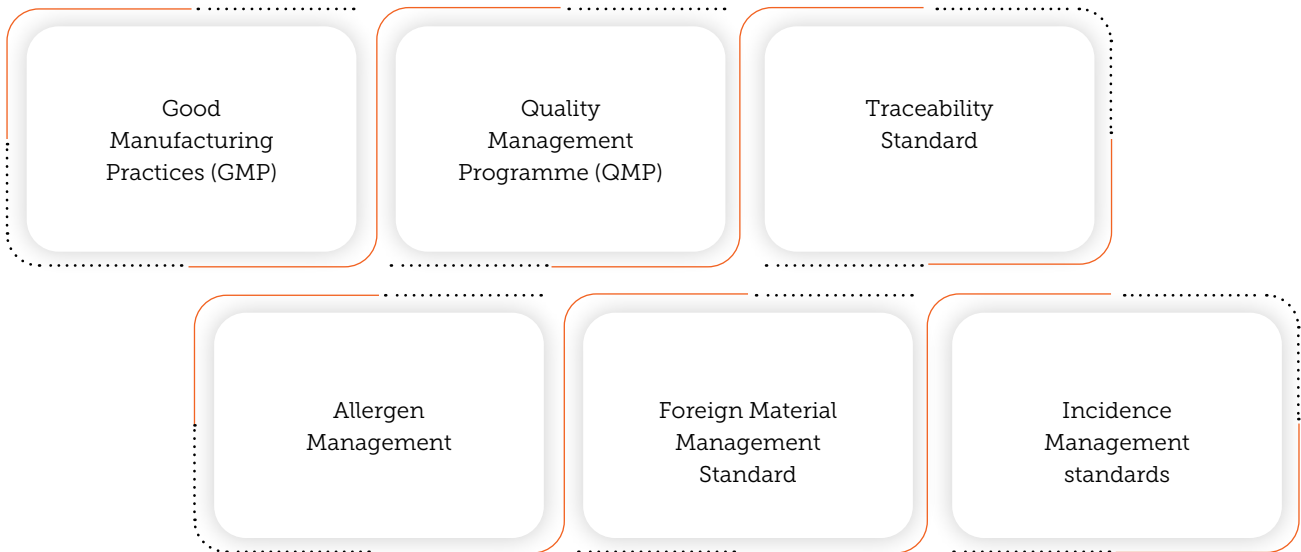 Good
Manufacturing
Practices (GMP)
Quality
Management
Programme (QMP)
Traceability
Standard
Allergen
Management
Foreign Material
Management
Standard
Incidence
Management
standards